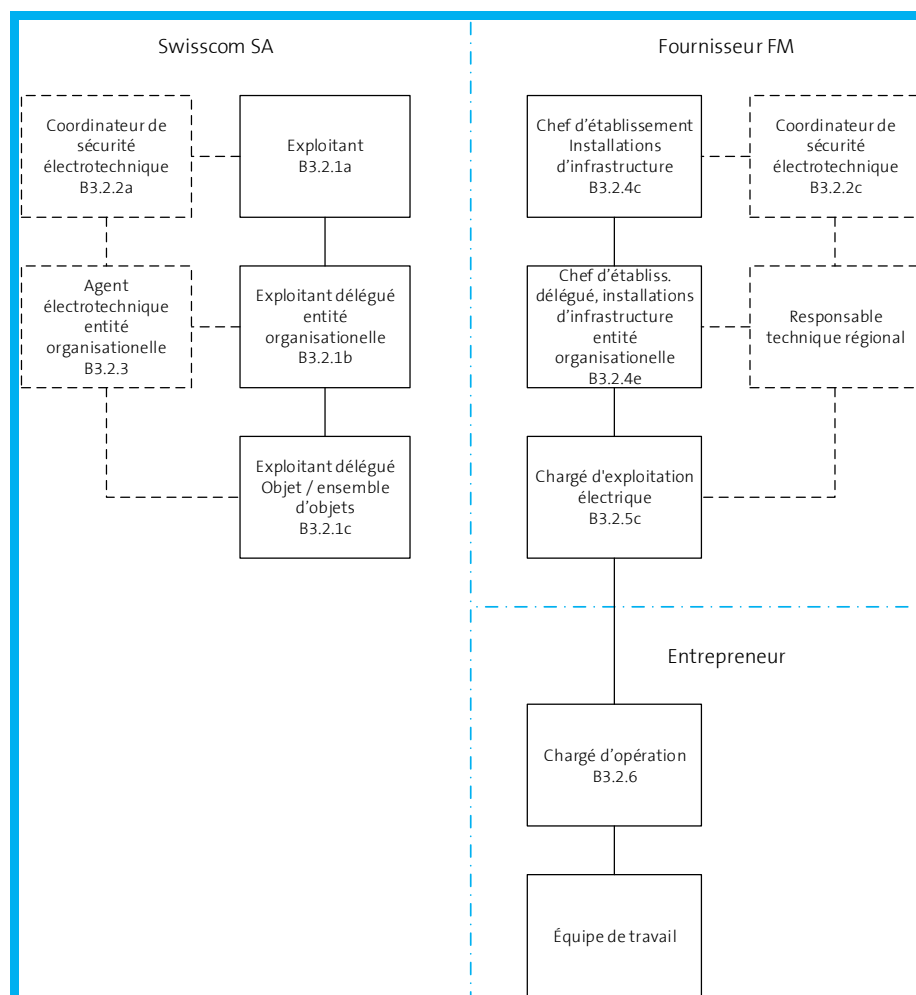 Swisscom SA
Fournisseur FM
Coordinateur de
sécurité
électrotechnique
B3.2.2a
Exploitant
B3.2.1a
Chef d'établissement
Installations
d'infrastructure
B3.2.4c
Coordinateur de
sécurité
électrotechnique
B3.2.2c
Agent
électrotechnique
entité
organisationelle
B3.2.3
Exploitant délégué
entité
organisationelle
B3.2.1b
Chef d'établiss.
délégué, installations
d'infrastructure
entité
organisationelle
B3.2.4e
Responsable
technique régional
Exploitant délégué
Objet / ensemble
d'objets
B3.2.1c
Chargé d'exploitation
électrique
B3.2.5c
Entrepreneur
Chargé d'opération
B3.2.6
Équipe de travail